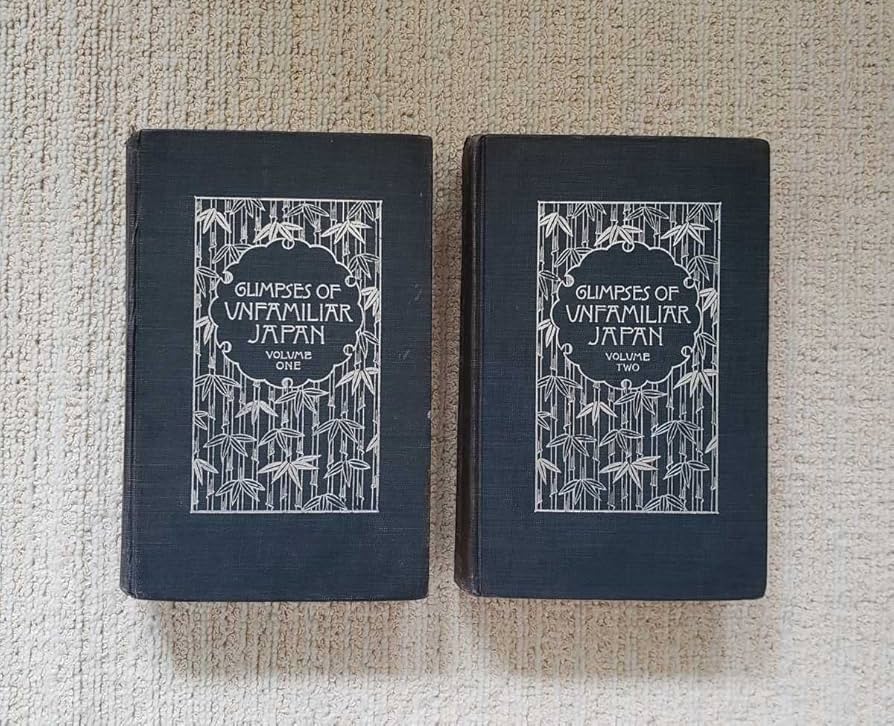 GLIMPSES OF
UNFAMILIAR
JAPAN
VOLUME
ONE
GLIMPSES OF
UNFAMILIAR
JAPAN
VOLUME
TWO